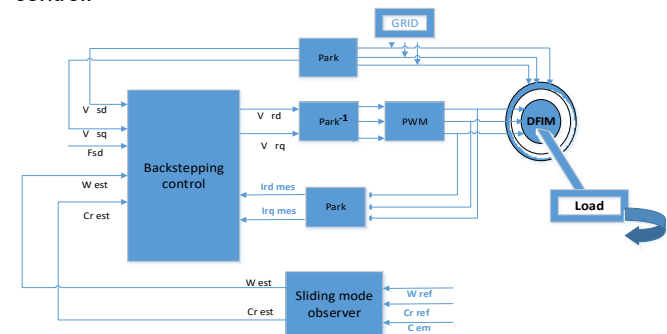 control.
GRID
Park
V sd
V sq
Fsd
W est
Cr est
Backstepping
control
V rd
V rq
Park-1
PWM
DFIM
Ird mes
Irq mes
Park
Load
W est
Cr est
Sliding mode
observer
W ref
Cr ref
C em